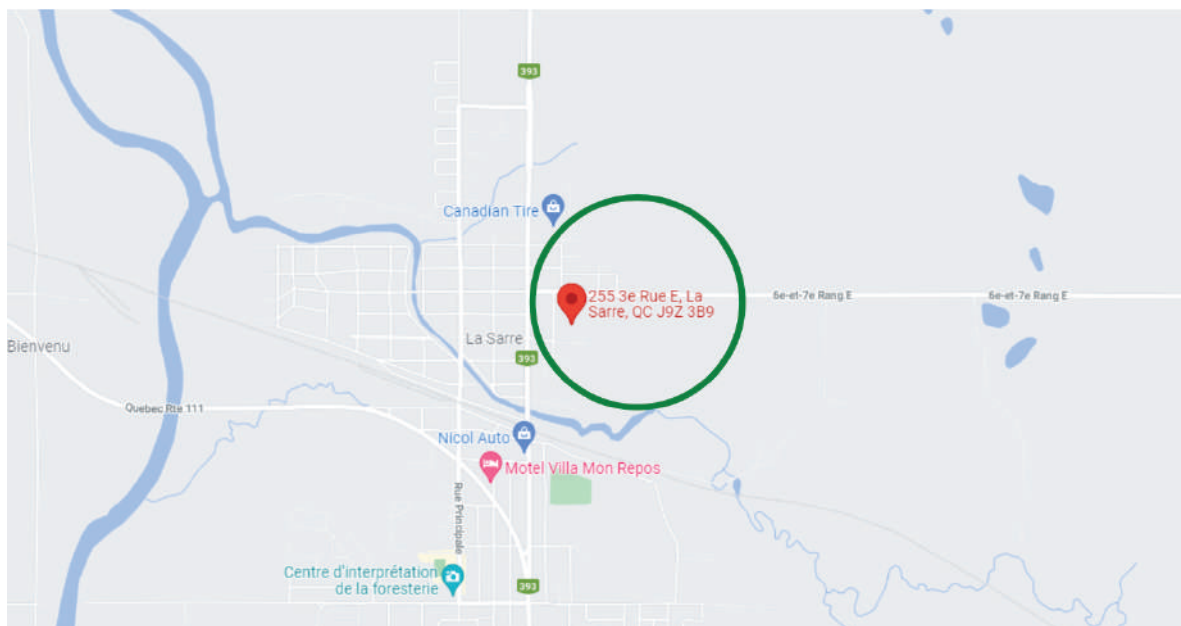 393
Canadian Tire
255 3e Rue E, La
Sarre, QC J9Z 3B9
6e-et-7e Rang E
6e-et-7e Rang E
La Sarre
Bienvenu
393
Quebec Rte 111
Nicol Auto
Motel Villa Mon Repos
Rue Principale
Centre d'interprétation
de la foresterie
393